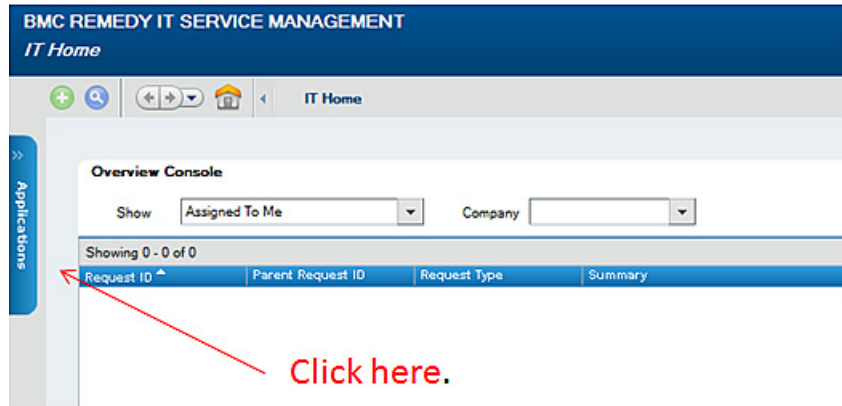 BMC REMEDY IT SERVICE MANAGEMENT
IT Home
IT Home
Applications
Overview Console
Show Assigned To Me Company
Showing 0 - 0 of 0
Request ID Parent Request ID Request Type Summary
Click here.